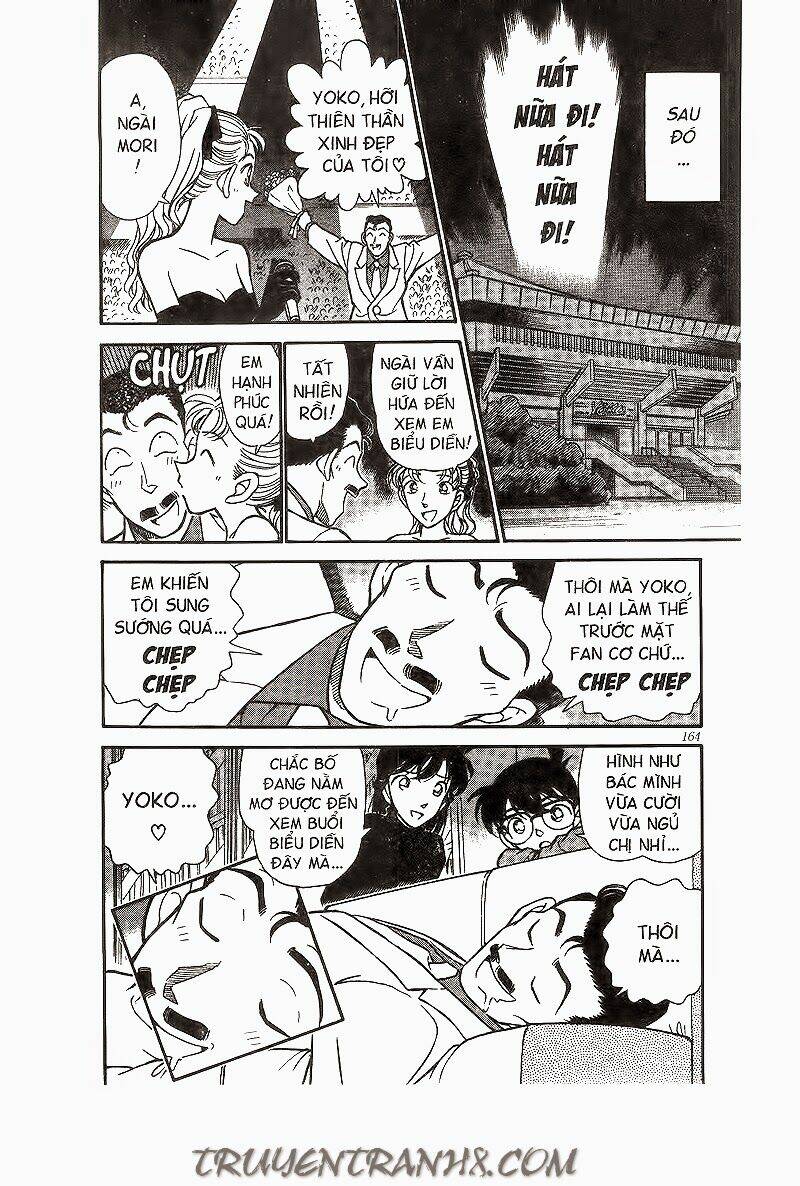 SAU
ĐÓ
...
HÁT
NỮA ĐI!
HÁT
NỮA
ĐI!
YOKO, HỠI
THIÊN THẦN
XINH ĐẸP
CỦA TÔI♡
A,
NGÀI
MORI
!
NGÀI VẪN
GIỮ LỜI
HỨA ĐẾN
XEM EM
BIỂU DIỄN!
TẤT
NHIÊN
RỒI!
EM
HẠNH
PHÚC
QUÁ!
CHỤT
THÔI MÀ YOKO,
AI LẠI LÀM THẾ
TRƯỚC MẶT
FAN CƠ CHỨ...
CHẸP CHẸP
EM KHIẾN
TÔI SUNG
SƯỚNG QUÁ...
CHẸP
CHẸP
164
HÌNH NHƯ
BÁC MÌNH
VỪA CƯỜI
VỪA NGỦ
CHỊ NHỈ...
CHẮC BỐ
ĐANG NẰM
MƠ ĐƯỢC ĐẾN
XEM BUỔI
BIỂU DIỄN
ĐÂY MÀ...
YOKO...
♡
THÔI
MÀ...
TRUYENTRANH8.COM